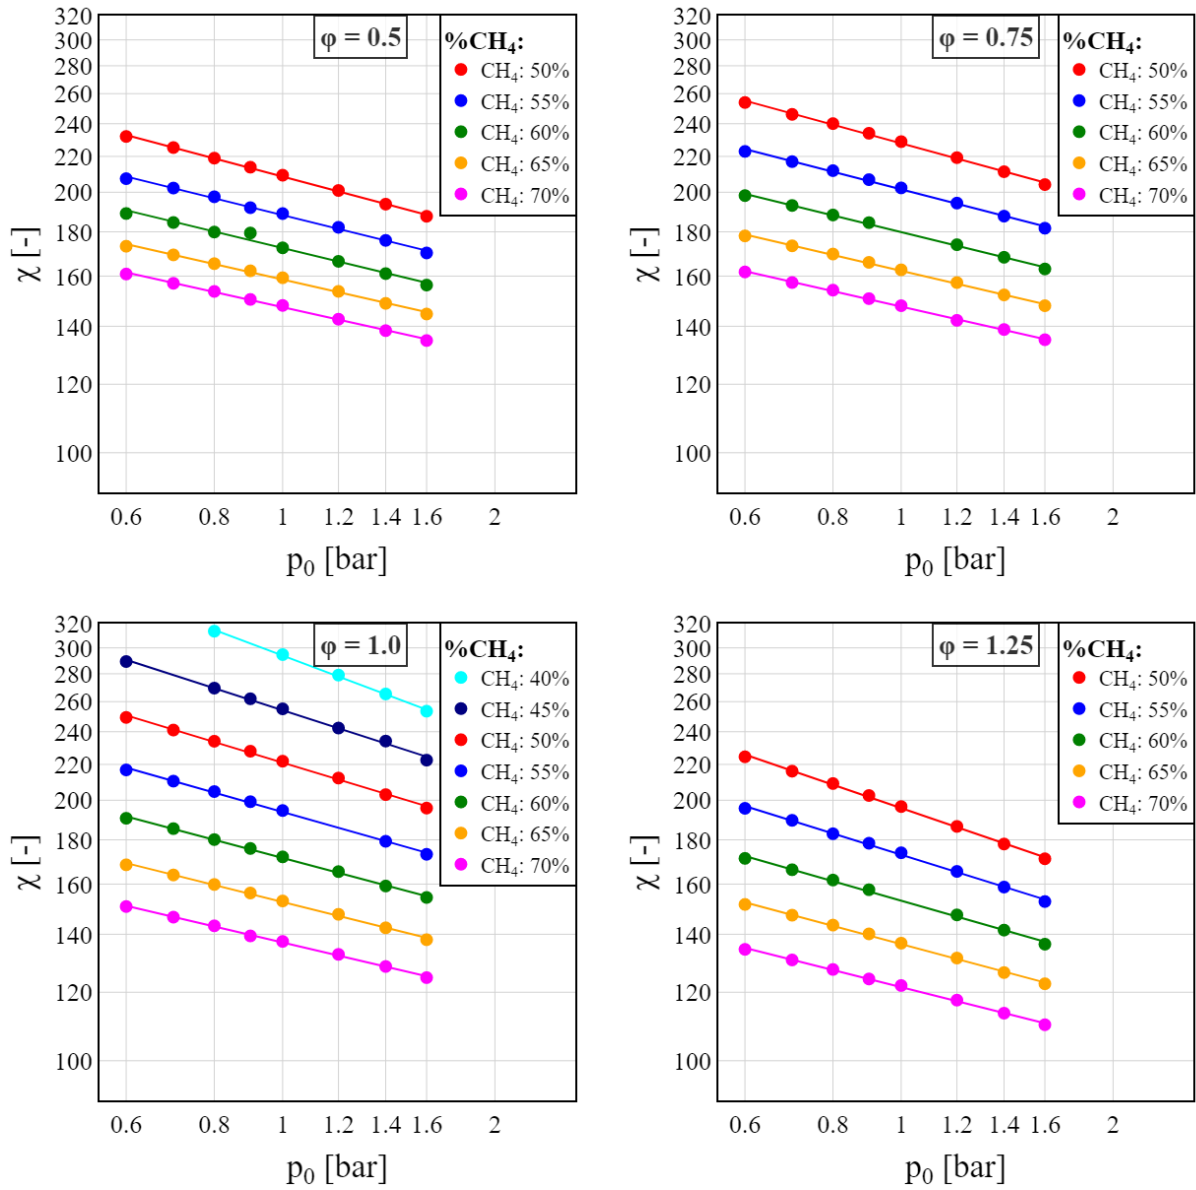 φ = 0.5
%CH₄:
CH₄: 50%
CH₄: 55%
CH₄: 60%
CH₄: 65%
CH₄: 70%
320
300
280
260
240
220
200
180
160
140
120
100
χ [-]
0.6 0.8 1 1.2 1.4 1.6 2
p₀ [bar]
φ = 0.75
%CH₄:
CH₄: 50%
CH₄: 55%
CH₄: 60%
CH₄: 65%
CH₄: 70%
320
300
280
260
240
220
200
180
160
140
120
100
χ [-]
0.6 0.8 1 1.2 1.4 1.6 2
p₀ [bar]
φ = 1.0
%CH₄:
CH₄: 40%
CH₄: 45%
CH₄: 50%
CH₄: 55%
CH₄: 60%
CH₄: 65%
CH₄: 70%
320
300
280
260
240
220
200
180
160
140
120
100
χ [-]
0.6 0.8 1 1.2 1.4 1.6 2
p₀ [bar]
φ = 1.25
%CH₄:
CH₄: 50%
CH₄: 55%
CH₄: 60%
CH₄: 65%
CH₄: 70%
320
300
280
260
240
220
200
180
160
140
120
100
χ [-]
0.6 0.8 1 1.2 1.4 1.6 2
p₀ [bar]